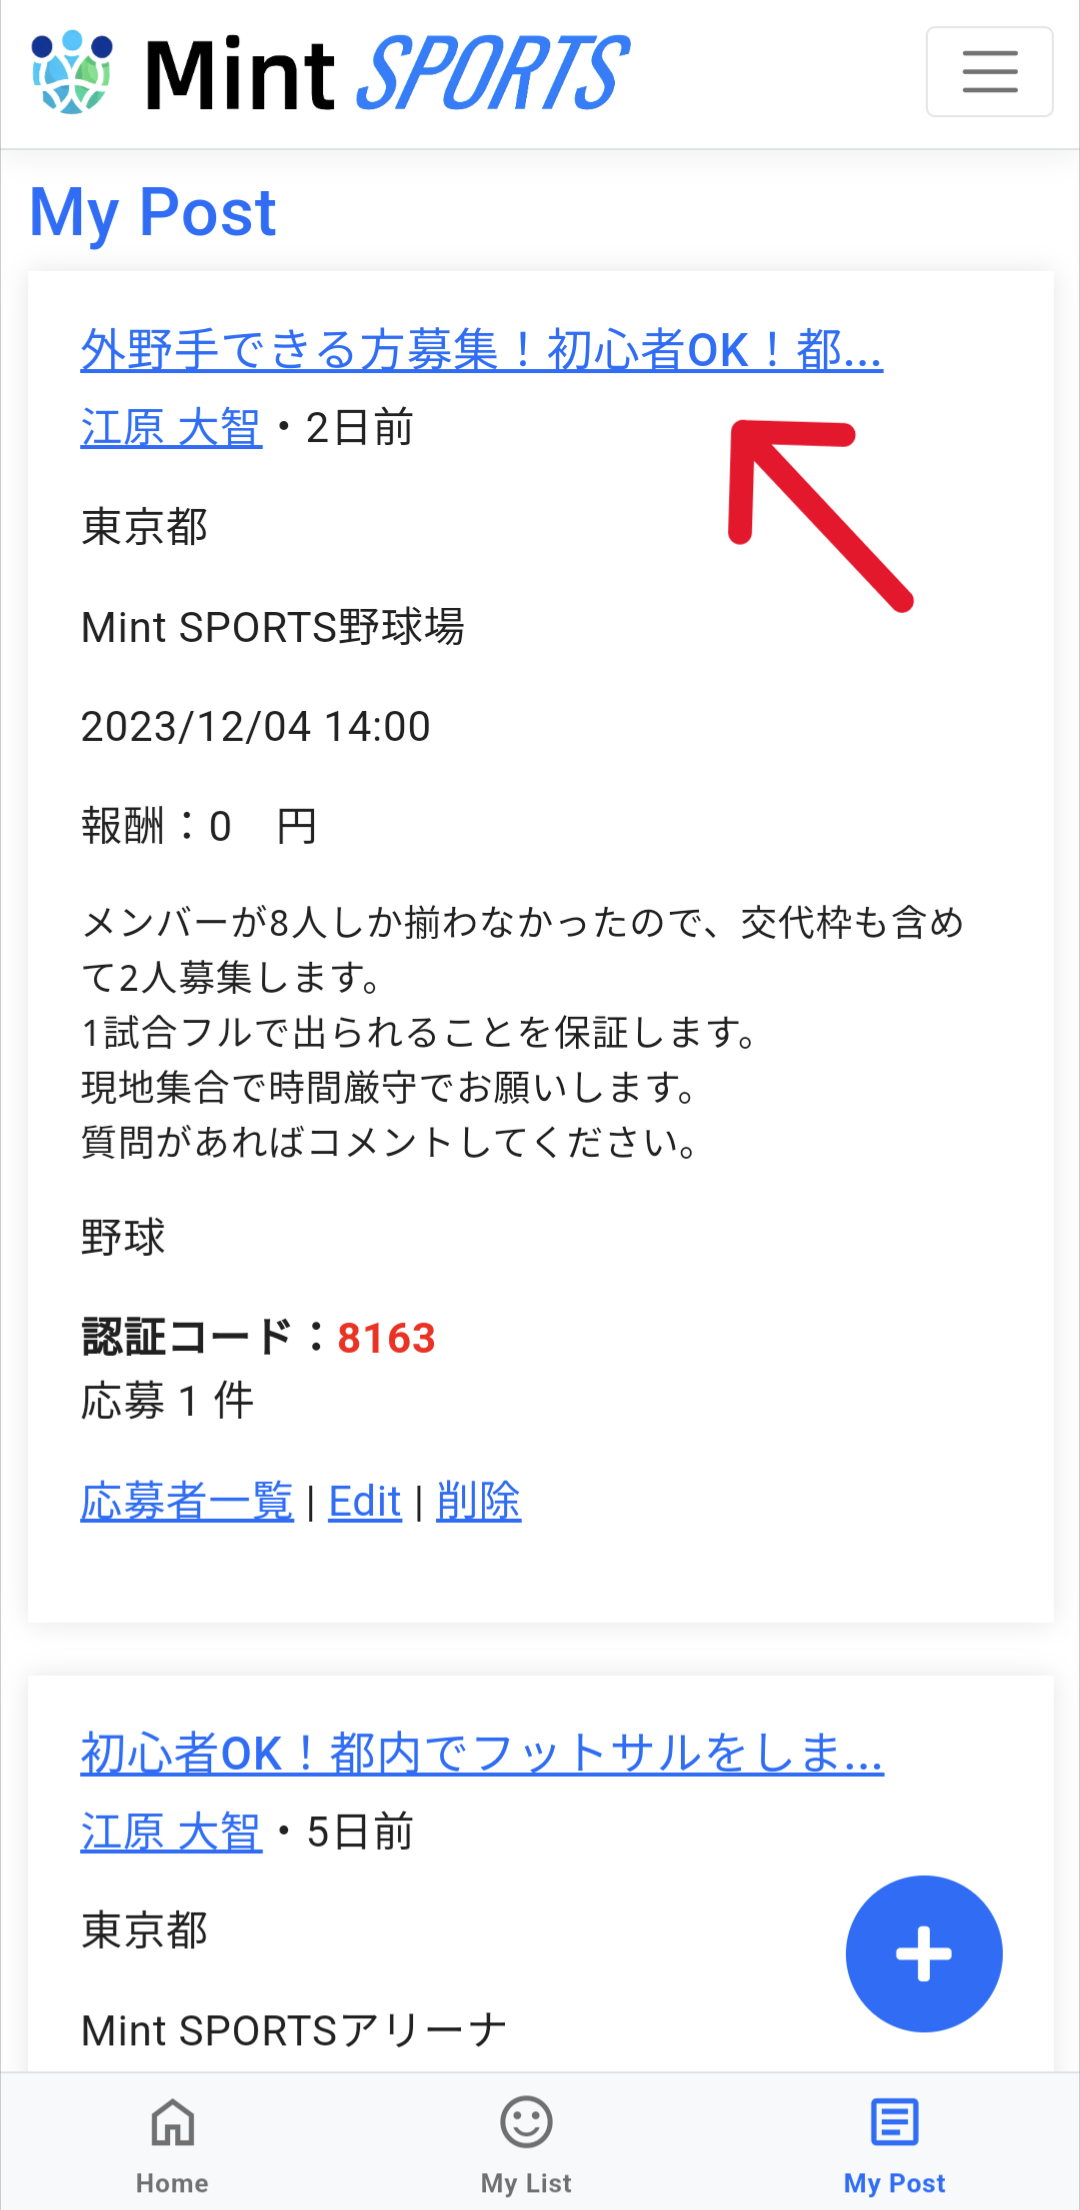 Mint SPORTS
My Post
外野手できる方募集！初心者OK！都...
江原 大智・2日前
東京都
Mint SPORTS野球場
2023/12/04 14:00
報酬：0　円
メンバーが8人しか揃わなかったので、交代枠も含め
て2人募集します。
1試合フルで出られることを保証します。
現地集合で時間厳守でお願いします。
質問があればコメントしてください。
野球
認証コード：8163
応募 1 件
応募者一覧 | Edit | 削除
初心者OK！都内でフットサルをしま...
江原 大智・5日前
東京都
Mint SPORTSアリーナ
Home
My List
My Post